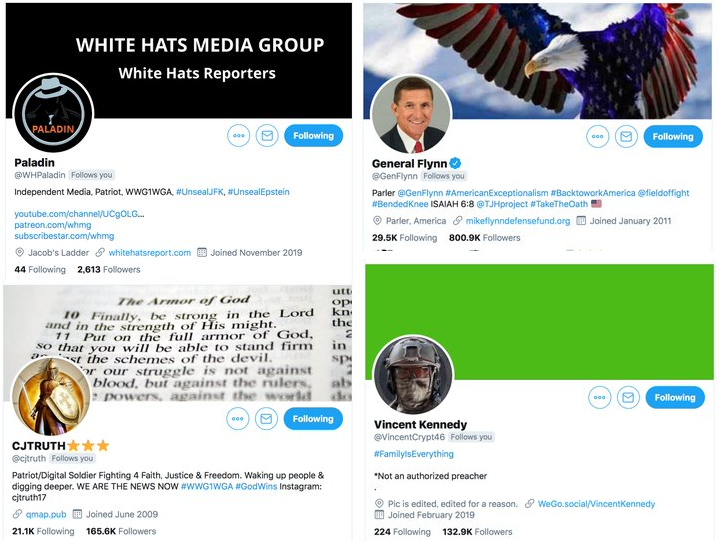 WHITE HATS MEDIA GROUP
White Hats Reporters
PALADIN
Following
Paladin
@WHPaladin Follows you
Independent Media, Patriot, WWG1WGA, #UnsealJFK, #UnsealEpstein
youtube.com/channel/UCgOLG...
patreon.com/whmg
subscribestar.com/whmg
Jacob's Ladder whitehatsreport.com Joined November 2019
44 Following 2,613 Followers
Following
General Flynn
@GenFlynn Follows you
Parler @GenFlynn #AmericanExceptionalism #BacktoworkAmerica @fieldoffight
#BendedKnee ISAIAH 6:8 @TJHproject #TakeTheOath 🇺🇸
Parler, America mikeflynndefensefund.org Joined January 2011
29.5K Following 800.9K Followers
The Armor of God
10 Finally, be strong in the Lord
and in the strength of His might.
11 Put on the full armor of God,
so that you will be able to stand firm
against the schemes of the devil.
or our struggle is not against
blood, but against the rulers,
powers, against the world
Following
CJTRUTH⭐⭐⭐
@cjtruth Follows you
Patriot/Digital Soldier Fighting 4 Faith, Justice & Freedom. Waking up people &
digging deeper. WE ARE THE NEWS NOW #WWG1WGA #GodWins Instagram:
cjtruth17
qmap.pub Joined June 2009
21.1K Following 165.6K Followers
Following
Vincent Kennedy
@VincentCrypt46 Follows you
#FamilyIsEverything
*Not an authorized preacher
.
Pic is edited, edited for a reason. WeGo.social/VincentKennedy
Joined February 2019
224 Following 132.9K Followers